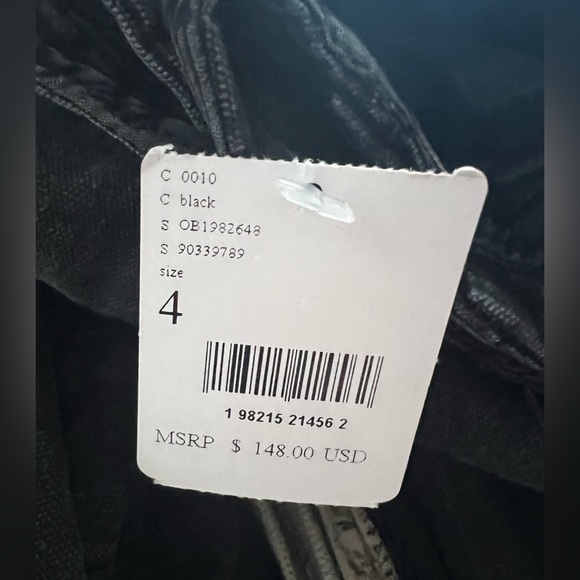 C 0010
C black
S OB1982648
S 90339789
size
4
1 98215 21456 2
MSRP $ 148.00 USD